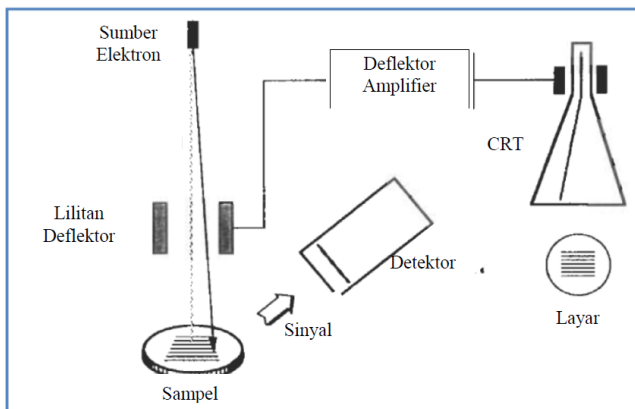 Sumber
Elektron
Deflektor
Amplifier
CRT
Lilitan
Deflektor
Detektor
Sinyal
Layar
Sampel